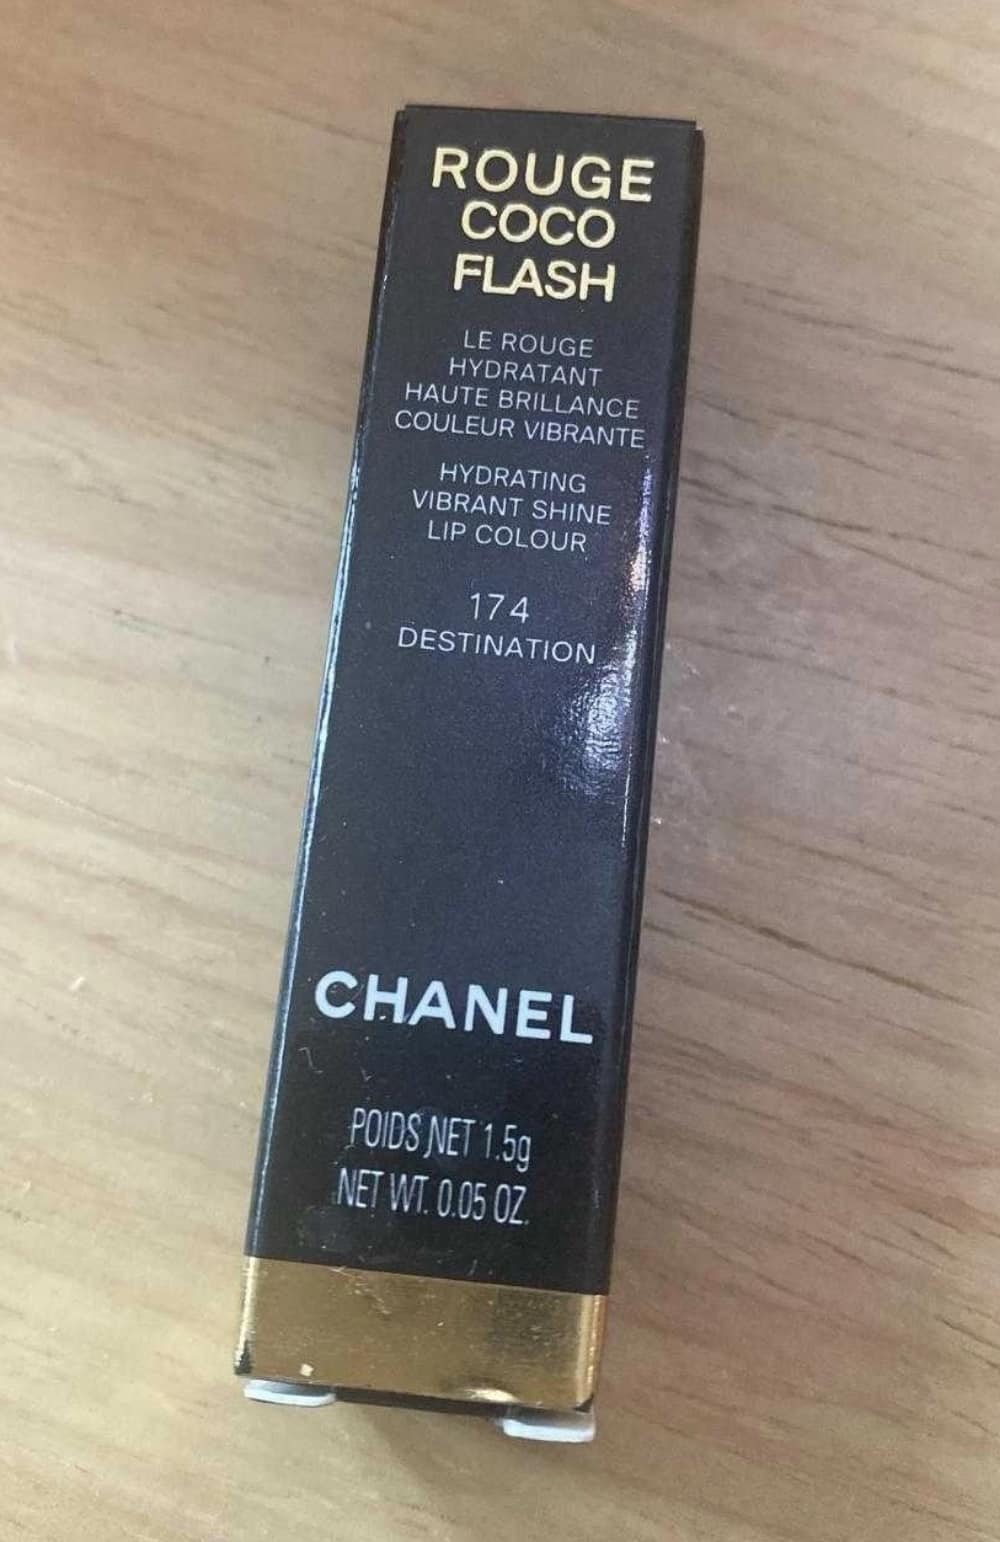 ROUGE
COCO
FLASH
LE ROUGE
HYDRATANT
HAUTE BRILLANCE
COULEUR VIBRANTE
HYDRATING
VIBRANT SHINE
LIP COLOUR
174
DESTINATION
CHANEL
POIDS NET 1.5g
NET WT. 0.05 OZ.